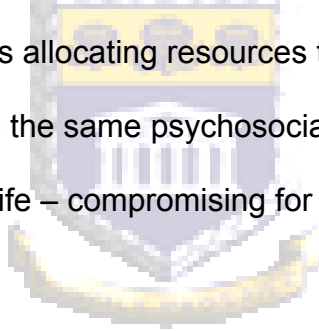 s allocating resources t
the same psychosocia
ife – compromising for